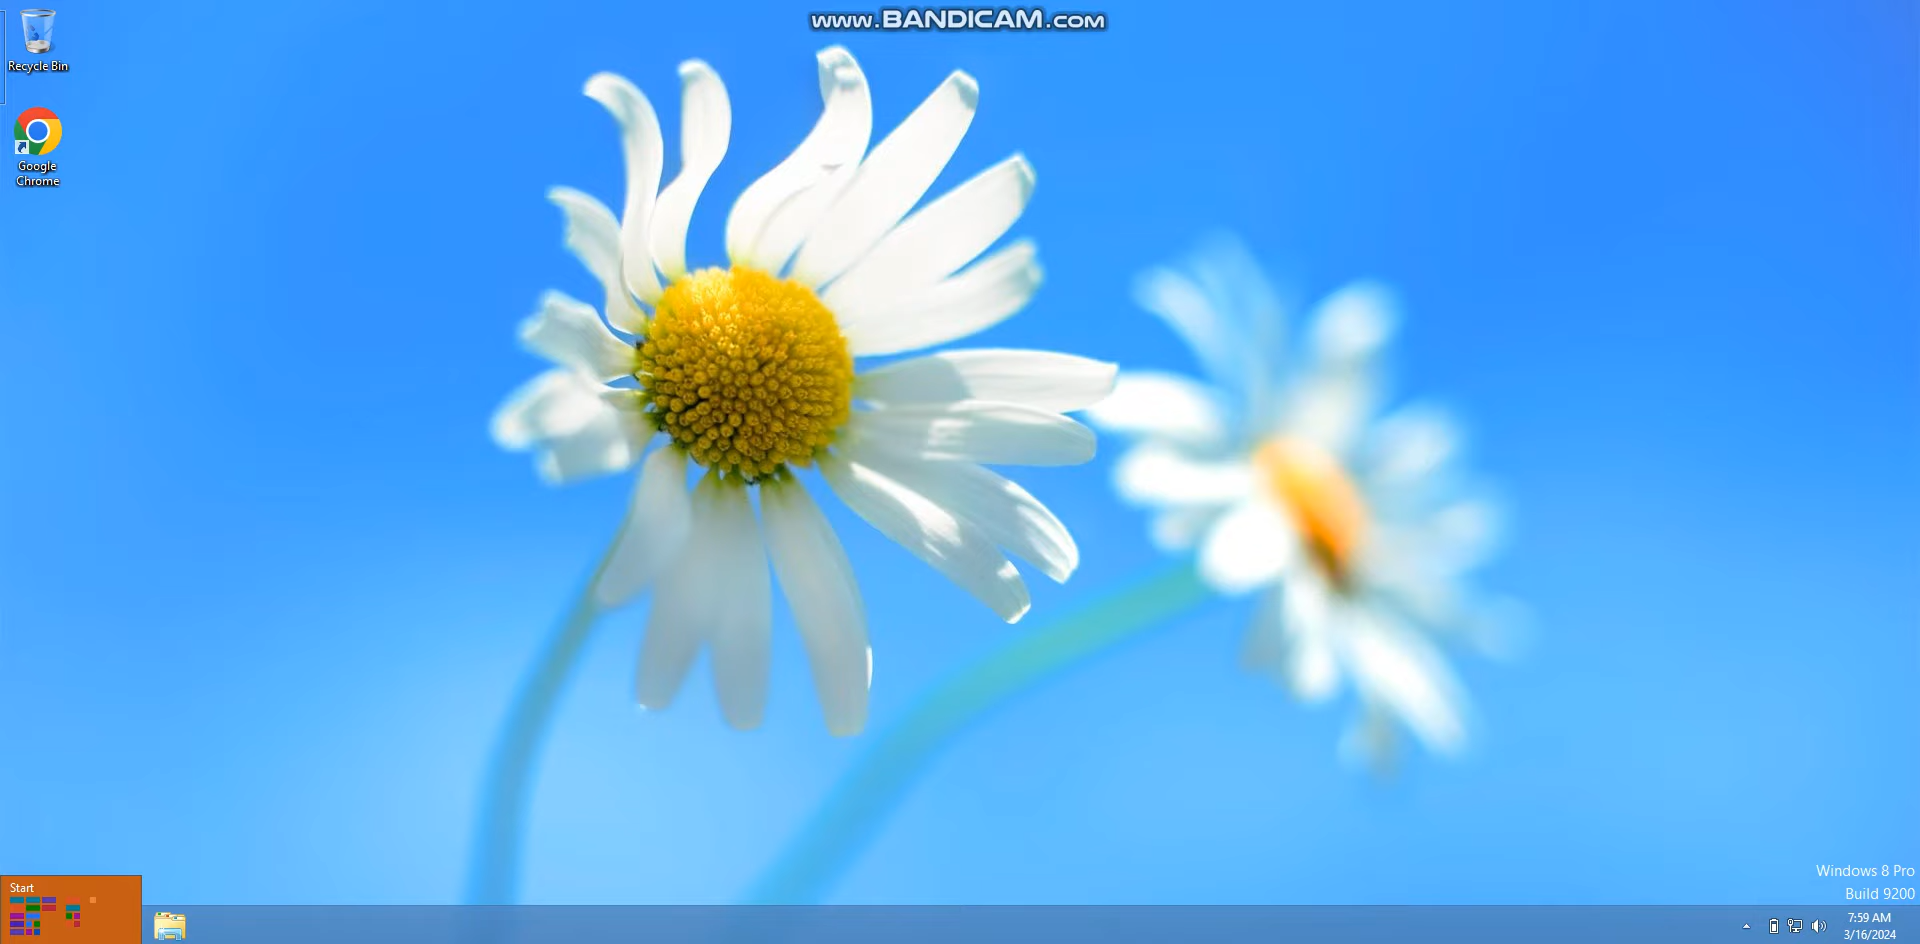 www.BANDICAM.com
Recycle Bin
Google
Chrome
Windows 8 Pro
Build 9200
Start
7:59 AM
3/16/2024